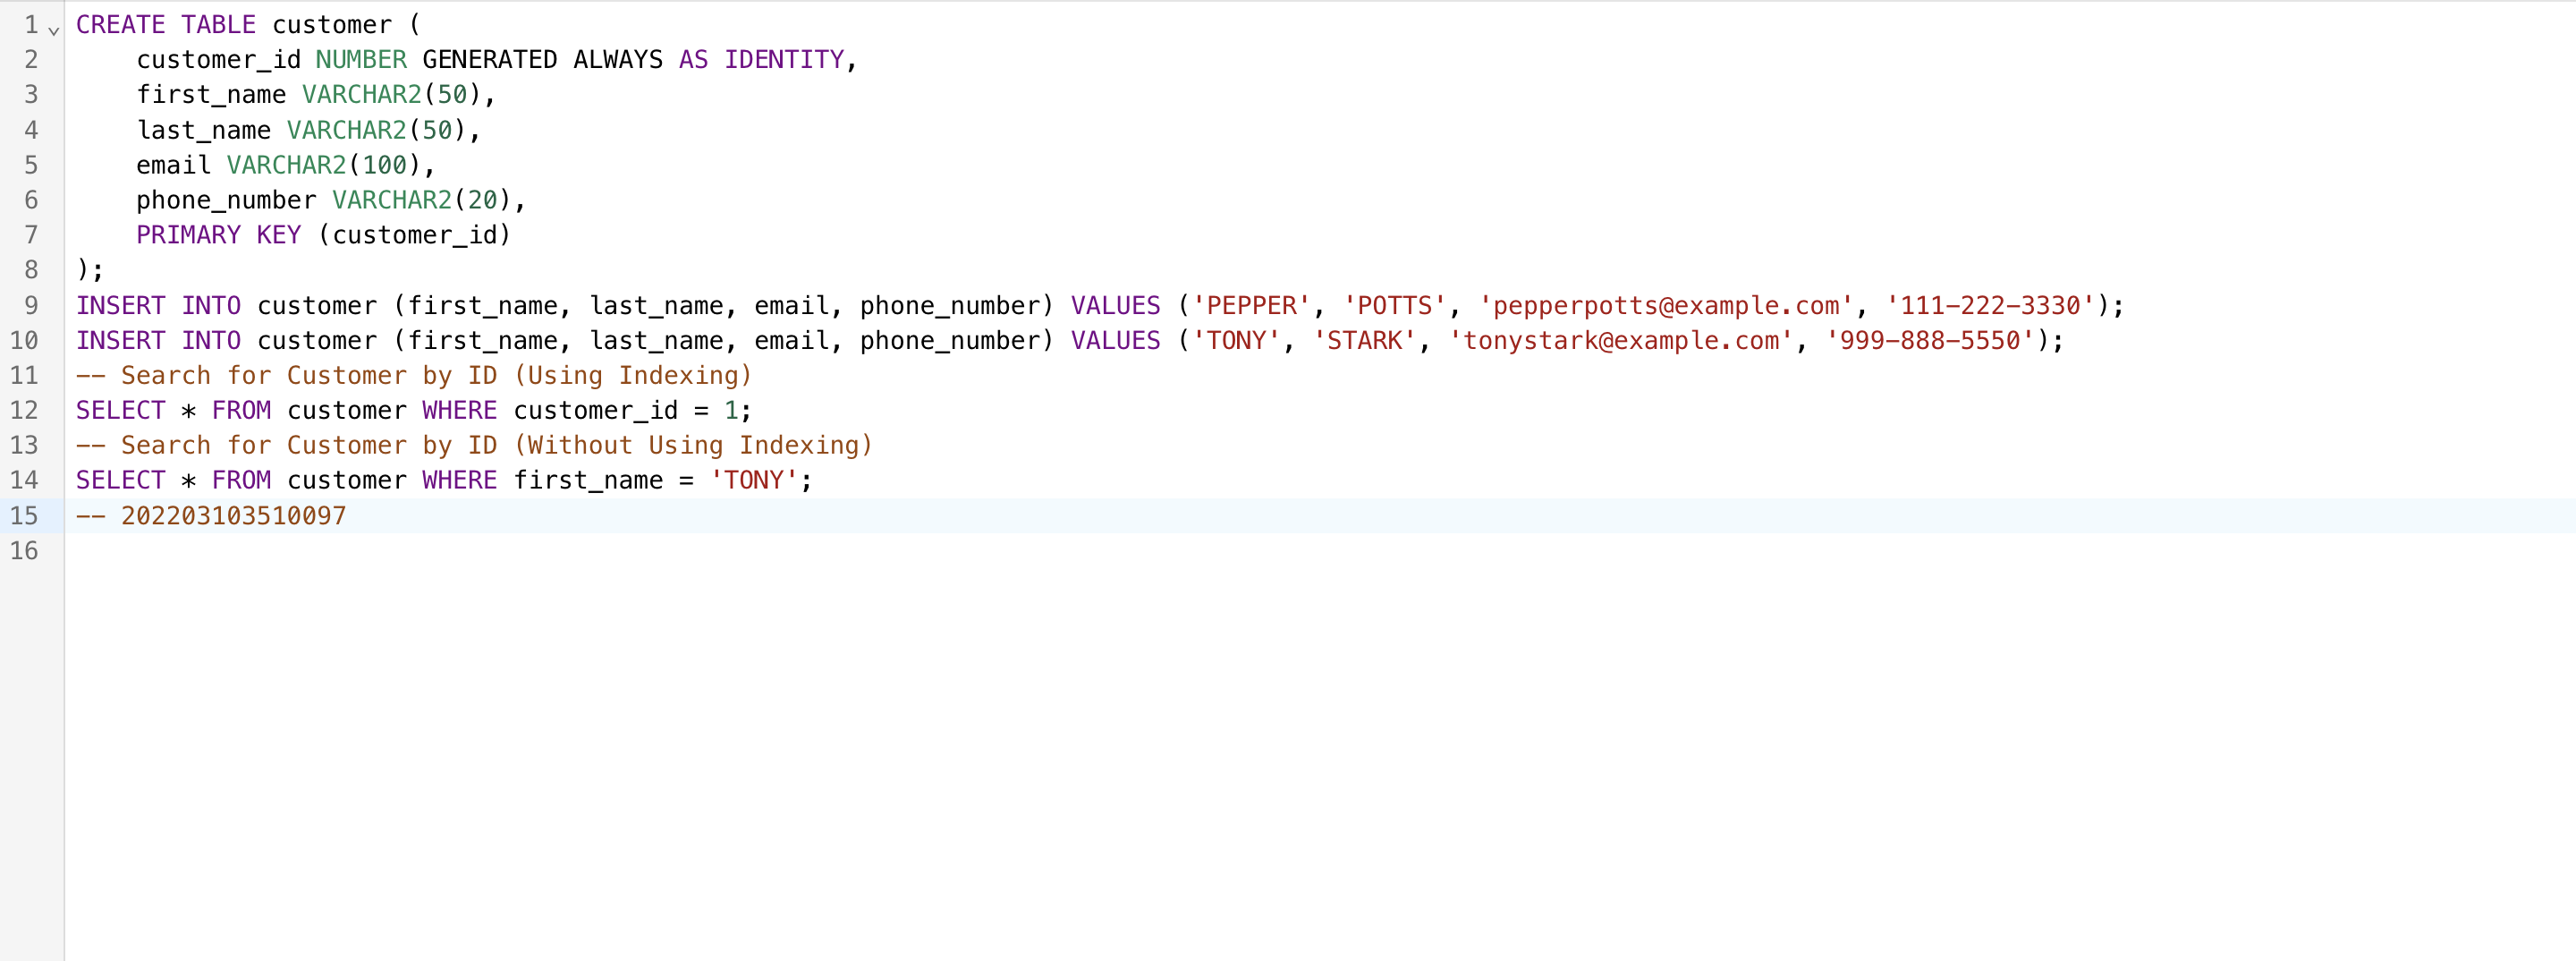 1 CREATE TABLE customer (
2     customer_id NUMBER GENERATED ALWAYS AS IDENTITY,
3     first_name VARCHAR2(50),
4     last_name VARCHAR2(50),
5     email VARCHAR2(100),
6     phone_number VARCHAR2(20),
7     PRIMARY KEY (customer_id)
8 );
9 INSERT INTO customer (first_name, last_name, email, phone_number) VALUES ('PEPPER', 'POTTS', 'pepperpotts@example.com', '111-222-3330');
10 INSERT INTO customer (first_name, last_name, email, phone_number) VALUES ('TONY', 'STARK', 'tonystark@example.com', '999-888-5550');
11 -- Search for Customer by ID (Using Indexing)
12 SELECT * FROM customer WHERE customer_id = 1;
13 -- Search for Customer by ID (Without Using Indexing)
14 SELECT * FROM customer WHERE first_name = 'TONY';
15 -- 202203103510097
16